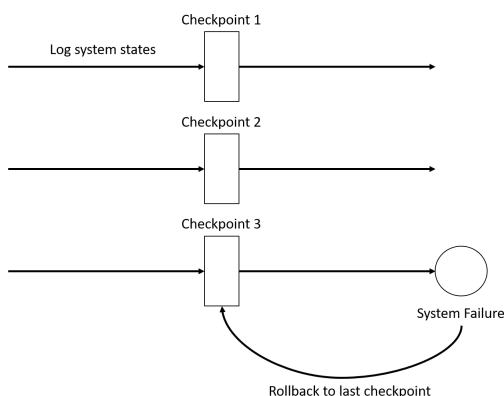 Checkpoint 1
Log system states
Checkpoint 2
Checkpoint 3
System Failure
Rollback to last checkpoint